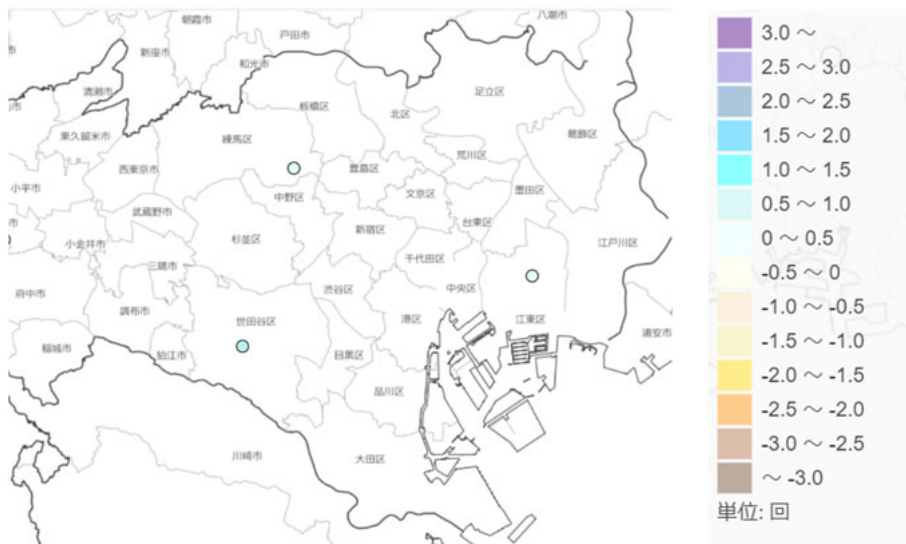 朝霞市
八潮市
戸田市
新座市
和光市
足立区
清瀬市
板橋区
北区
東久留米市
練馬区
葛飾区
荒川区
西東京市
豊島区
小平市
中野区
文京区
墨田区
武蔵野市
台東区
新宿区
小金井市
杉並区
江戸川区
千代田区
三鷹市
府中市
渋谷区
中央区
調布市
世田谷区
港区
江東区
浦安市
稲城市
狛江市
目黒区
品川区
川崎市
大田区
3.0 ～
2.5 ～ 3.0
2.0 ～ 2.5
1.5 ～ 2.0
1.0 ～ 1.5
0.5 ～ 1.0
0 ～ 0.5
-0.5 ～ 0
-1.0 ～ -0.5
-1.5 ～ -1.0
-2.0 ～ -1.5
-2.5 ～ -2.0
-3.0 ～ -2.5
～ -3.0
単位: 回